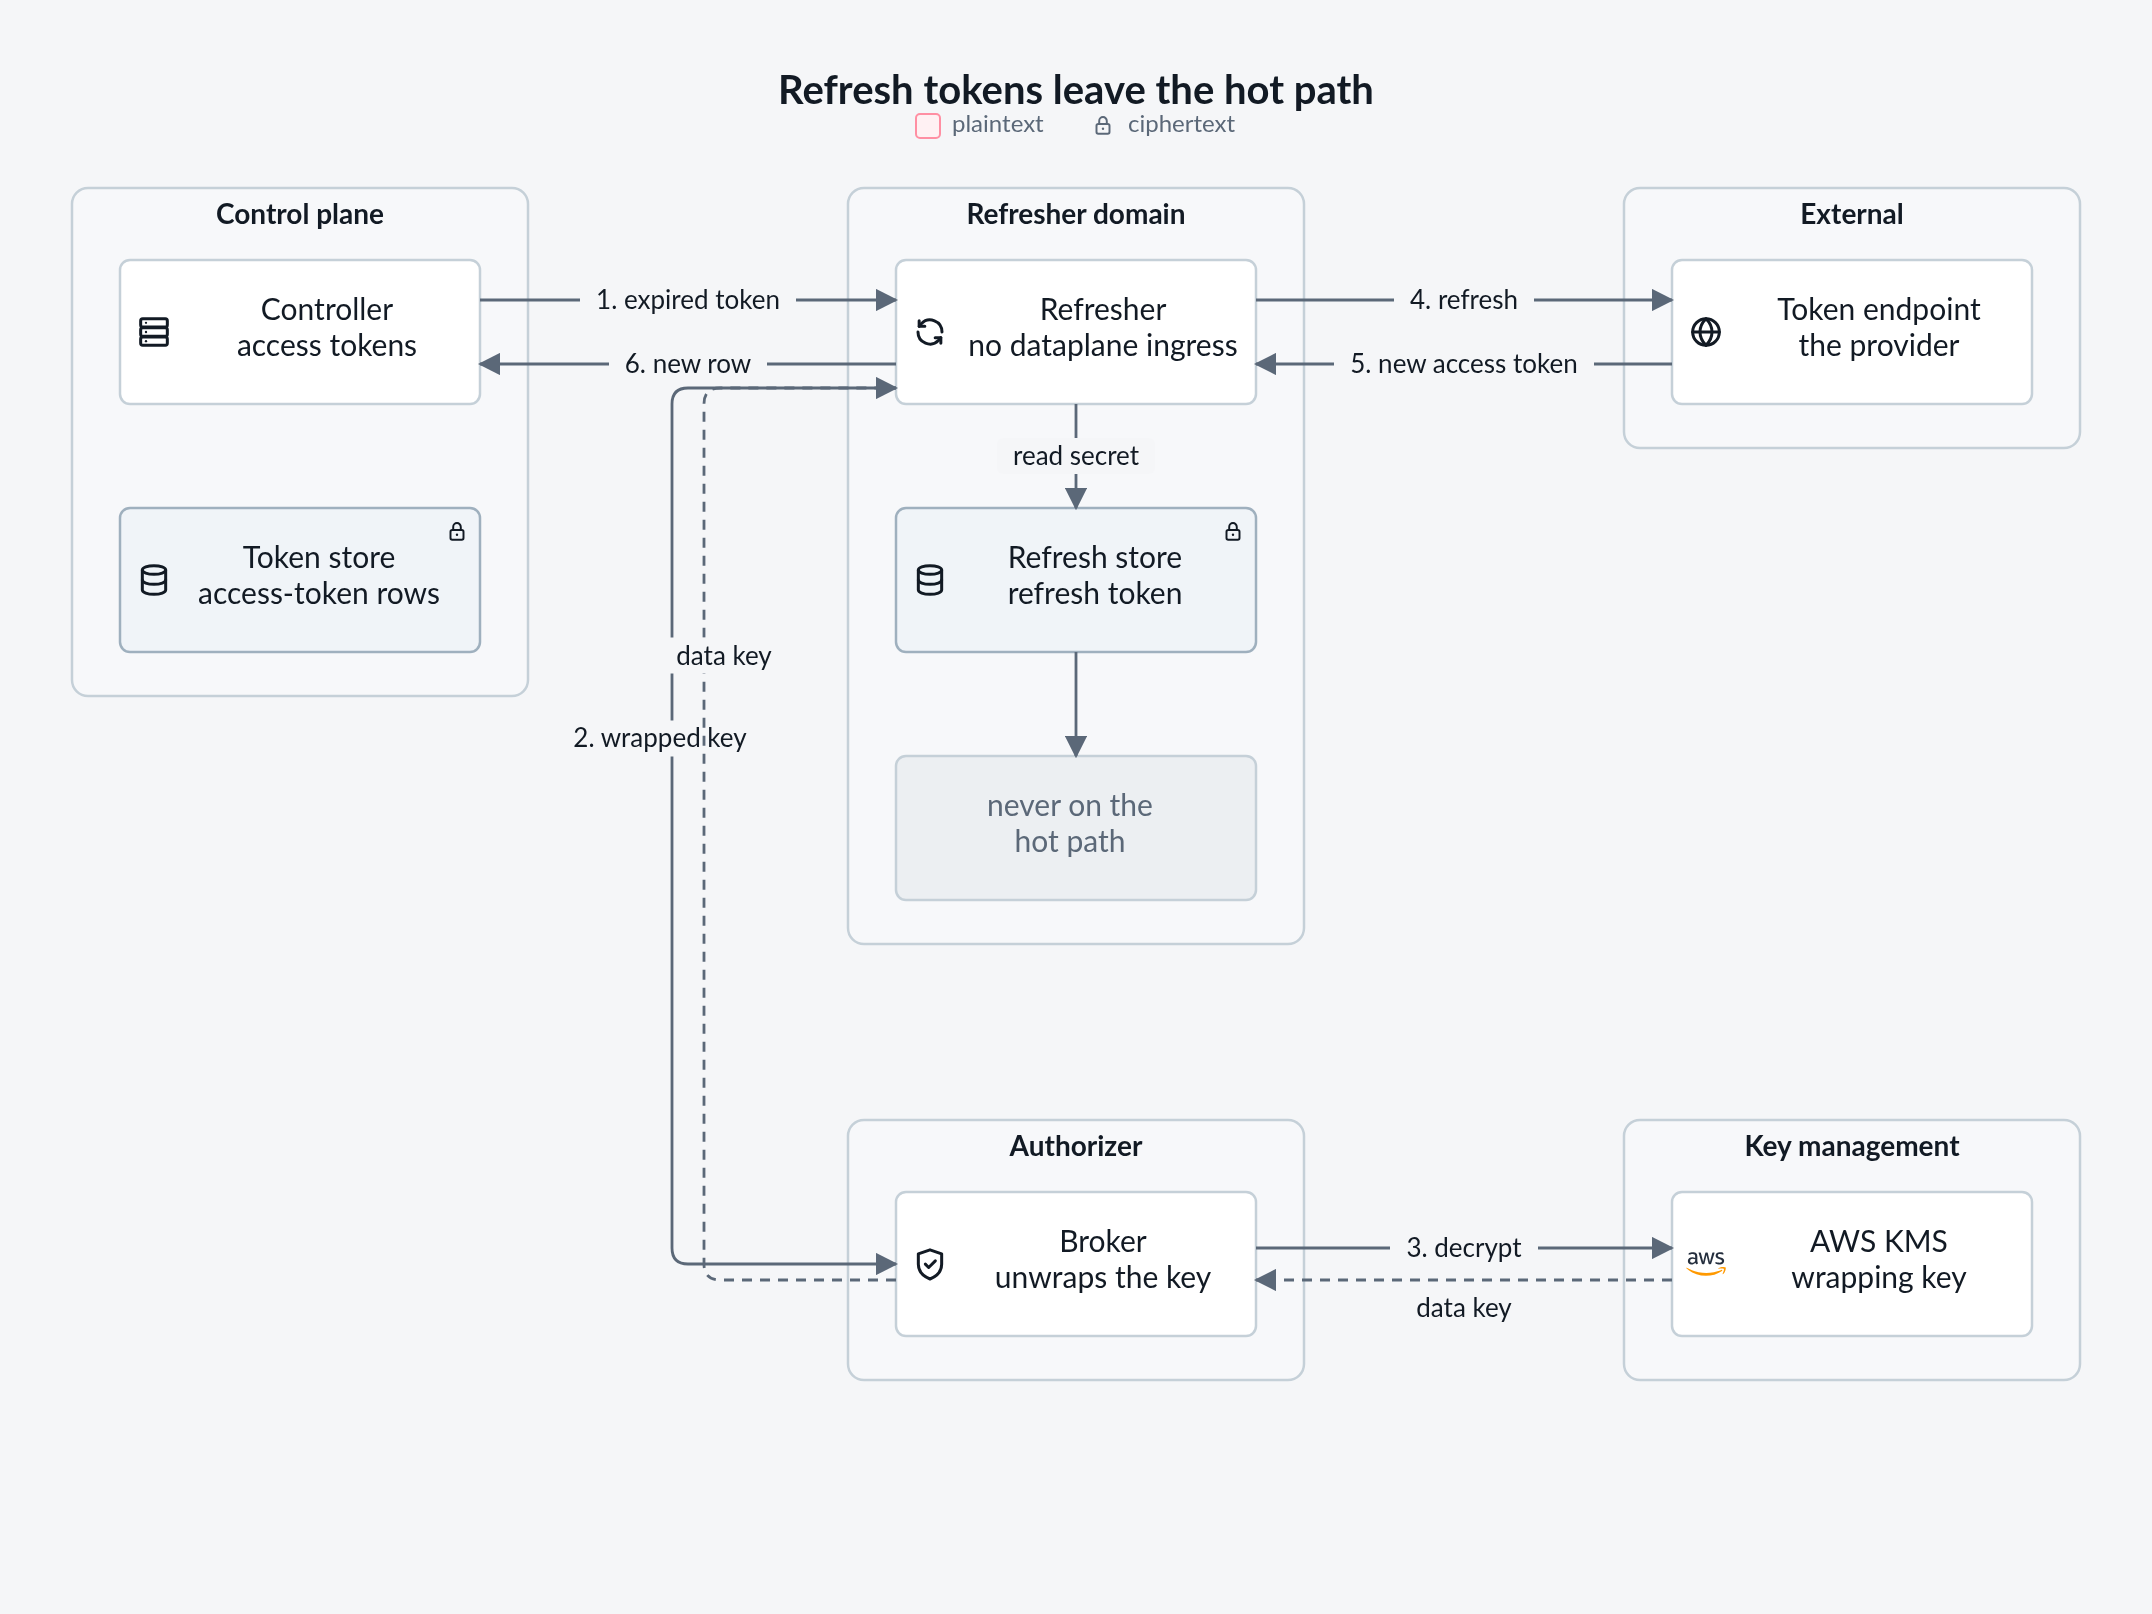 Refresh tokens leave the hot path
plaintext
ciphertext
Control plane
Controller
access tokens
Token store
access-token rows
1. expired token
6. new row
Refresher domain
Refresher
no dataplane ingress
read secret
Refresh store
refresh token
never on the
hot path
4. refresh
5. new access token
External
Token endpoint
the provider
data key
2. wrapped key
Authorizer
Broker
unwraps the key
3. decrypt
data key
Key management
aws
AWS KMS
wrapping key